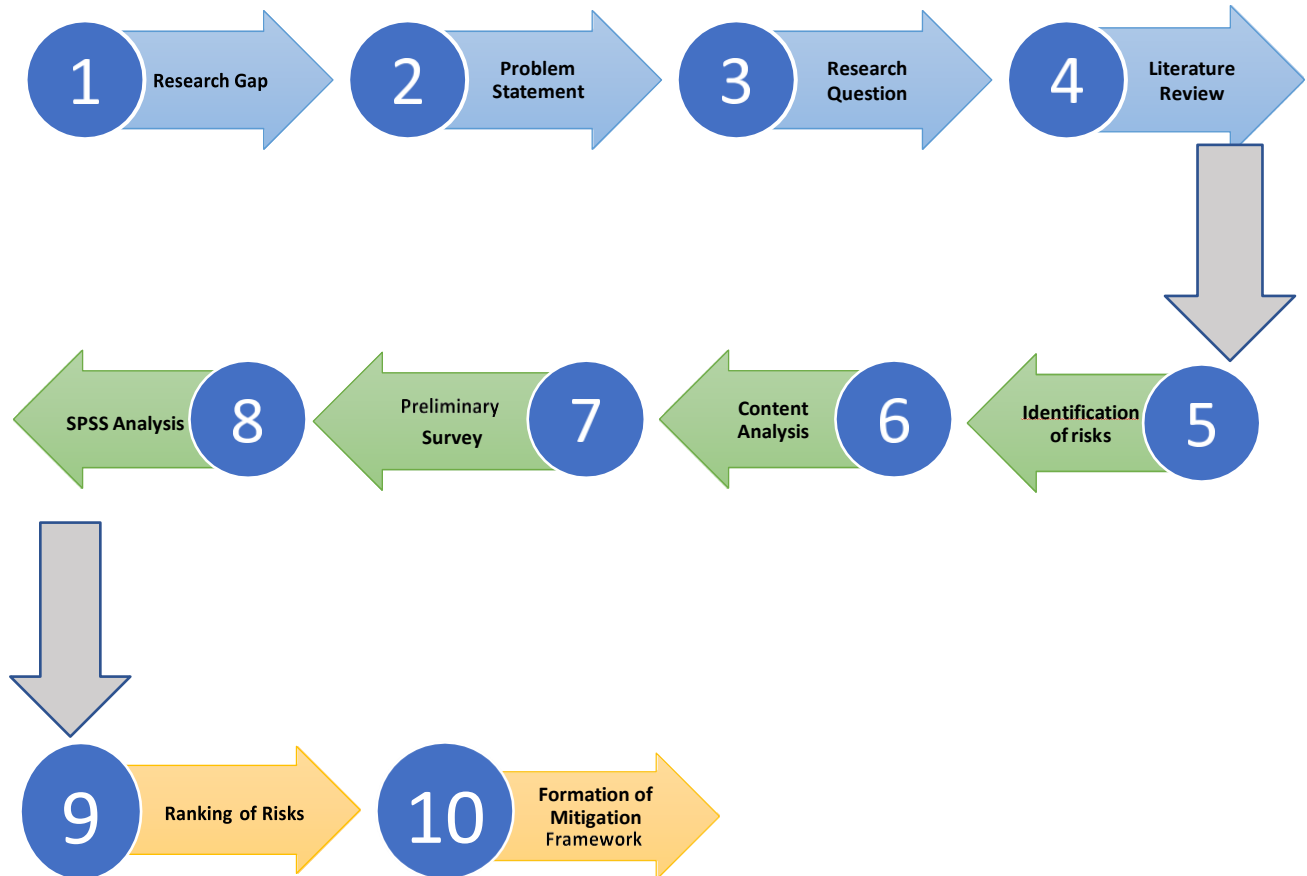 1
Research Gap
2
Problem
Statement
3
Research
Question
4
Literature
Review
5
Identification
of risks
6
Content
Analysis
7
Preliminary
Survey
8
SPSS Analysis
9
Ranking of Risks
10
Formation of
Mitigation
Framework